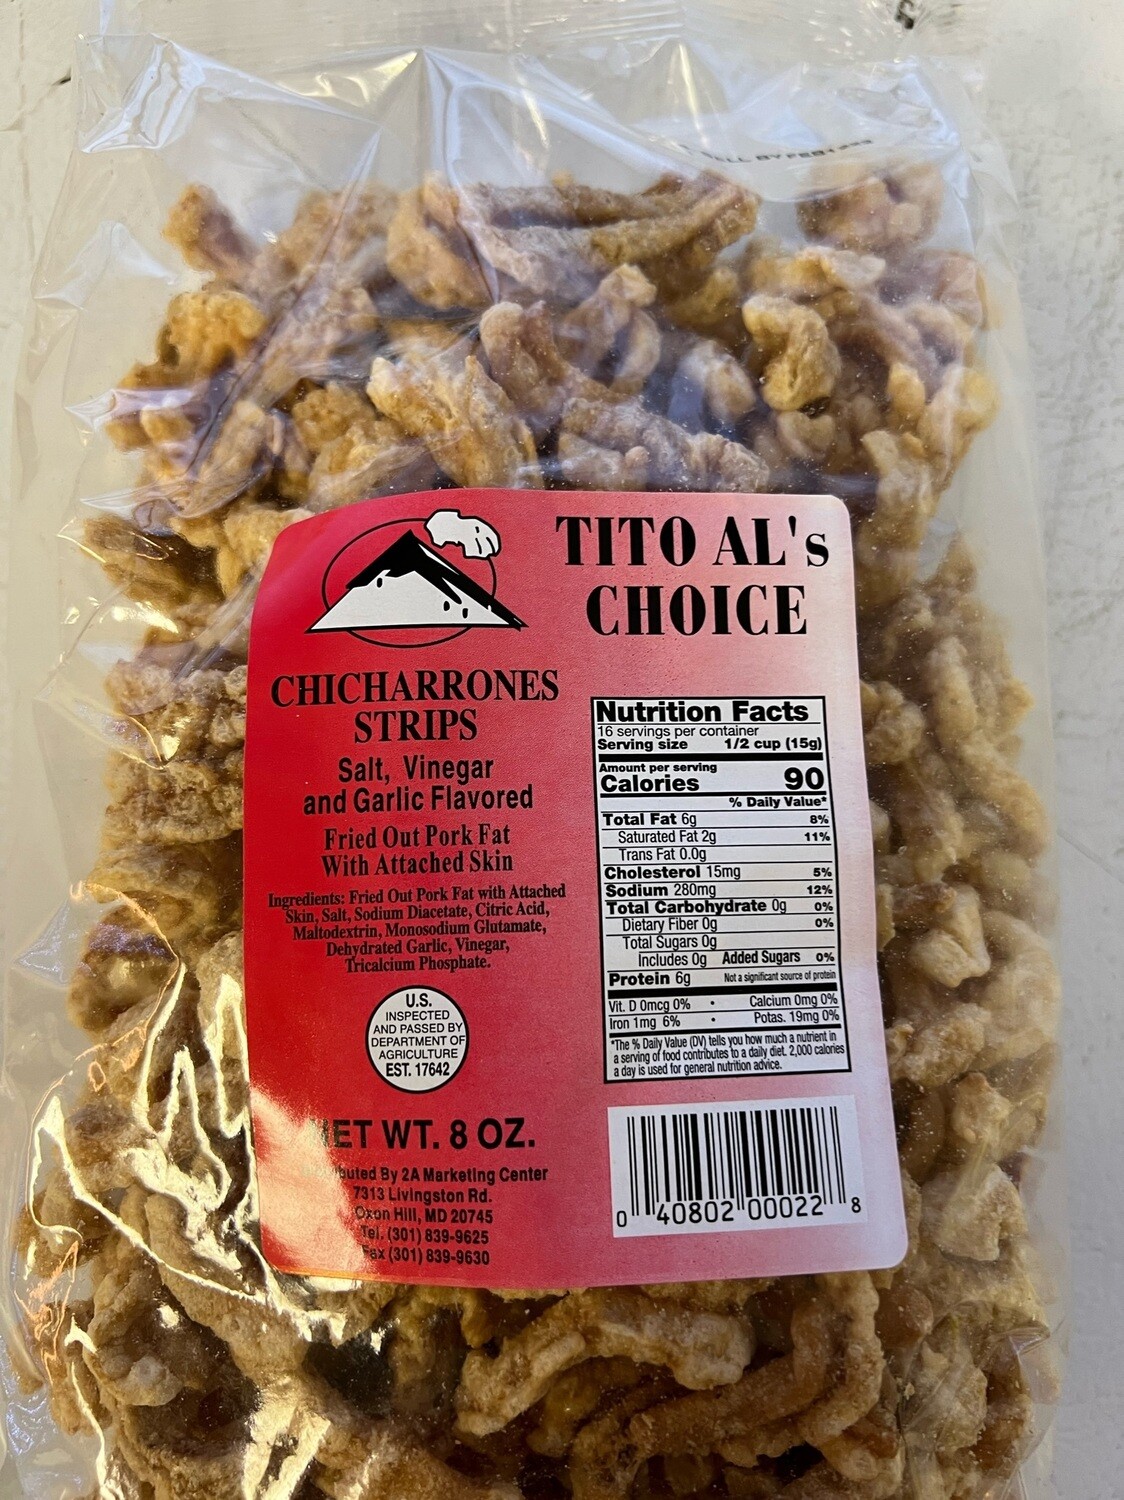 SELL BY FEB
TITO AL's
CHOICE
CHICHARRONES
STRIPS
Salt, Vinegar
and Garlic Flavored
Fried Out Pork Fat
With Attached Skin
Ingredients: Fried Out Pork Fat with Attached
Skin, Salt, Sodium Diacetate, Citric Acid,
Maltodextrin, Monosodium Glutamate,
Dehydrated Garlic, Vinegar,
Tricalcium Phosphate.
U.S.
INSPECTED
AND PASSED BY
DEPARTMENT OF
AGRICULTURE
EST. 17642
NET WT. 8 OZ.
By 2A Marketing Center
7313 Livingston Rd.
Oxon Hill, MD 20745
Tel. (301) 839-9625
Fax (301) 839-9630
Nutrition Facts
16 servings per container
Serving size 1/2 cup (15g)
Amount per serving
Calories 90
% Daily Value*
Total Fat 6g 8%
Saturated Fat 2g 11%
Trans Fat 0.0g
Cholesterol 15mg 5%
Sodium 280mg 12%
Total Carbohydrate 0g 0%
Dietary Fiber 0g 0%
Total Sugars 0g
Includes 0g Added Sugars 0%
Protein 6g Not a significant source of protein
Vit. D 0mcg 0% • Calcium 0mg 0%
Iron 1mg 6% • Potas. 19mg 0%
*The % Daily Value (DV) tells you how much a nutrient in
a serving of food contributes to a daily diet. 2,000 calories
a day is used for general nutrition advice.
0 40802 00022 8